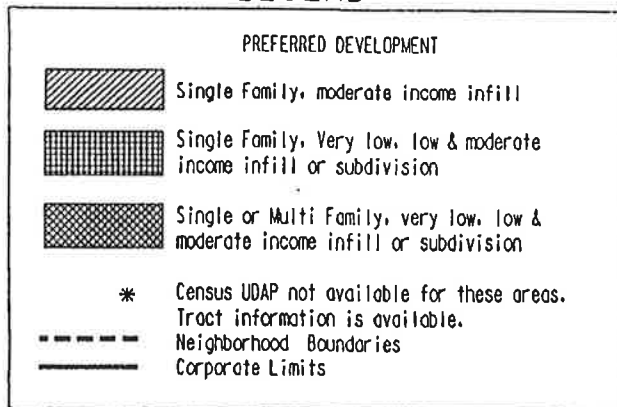 PREFERRED DEVELOPMENT
Single Family, moderate income infill
Single Family, Very low, low & moderate
income infill or subdivision
Single or Multi Family, very low, low &
moderate income infill or subdivision
* Census UDAP not available for these areas.
Tract information is available.
Neighborhood Boundaries
Corporate Limits